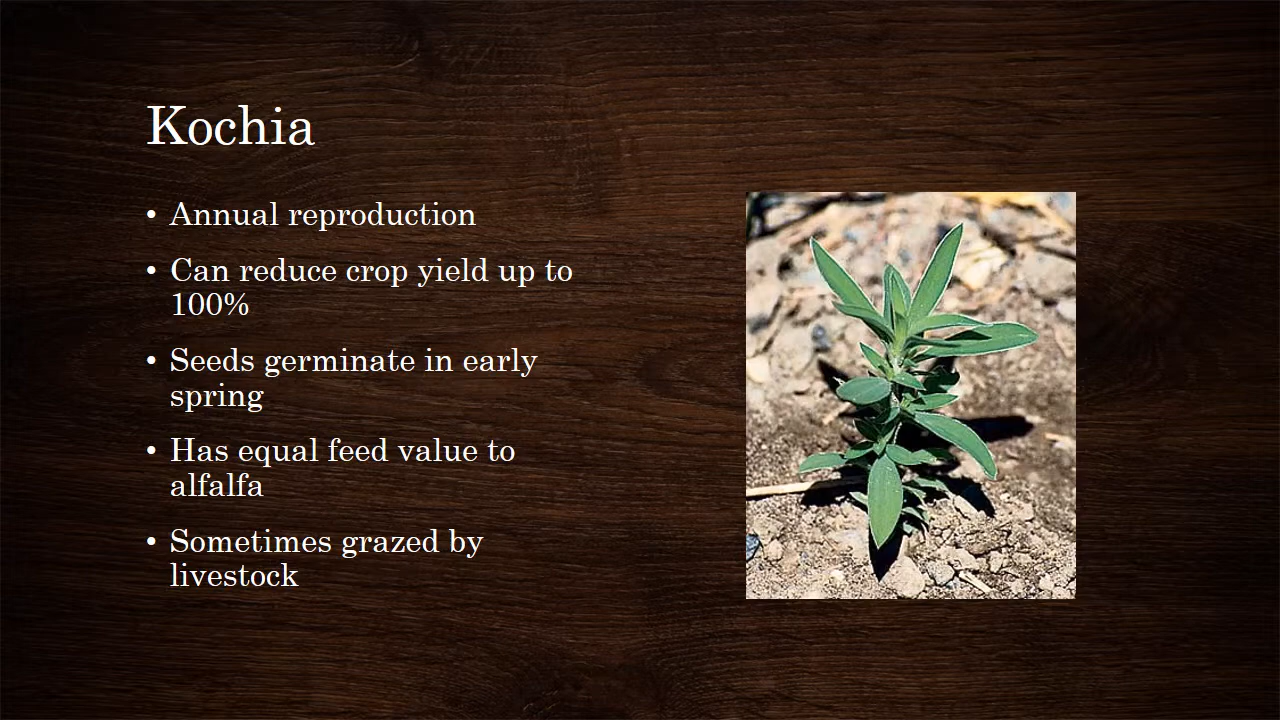 Kochia
• Annual reproduction
• Can reduce crop yield up to
100%
• Seeds germinate in early
spring
• Has equal feed value to
alfalfa
• Sometimes grazed by
livestock